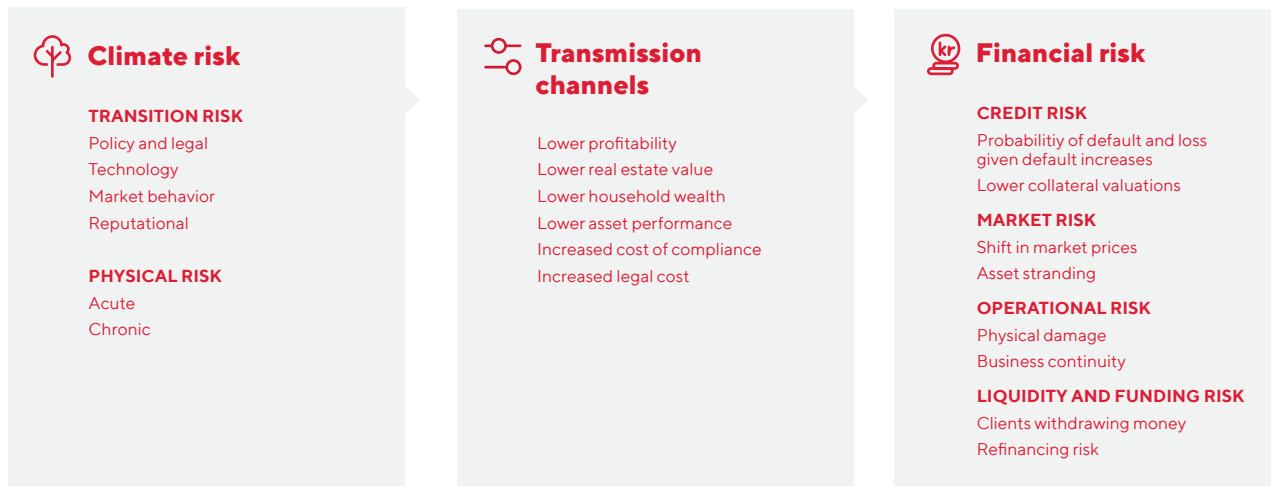 Climate risk
TRANSITION RISK
Policy and legal
Technology
Market behavior
Reputational
PHYSICAL RISK
Acute
Chronic
Transmission
channels
Lower profitability
Lower real estate value
Lower household wealth
Lower asset performance
Increased cost of compliance
Increased legal cost
kr
Financial risk
CREDIT RISK
Probabilitiy of default and loss
given default increases
Lower collateral valuations
MARKET RISK
Shift in market prices
Asset stranding
OPERATIONAL RISK
Physical damage
Business continuity
LIQUIDITY AND FUNDING RISK
Clients withdrawing money
Refinancing risk